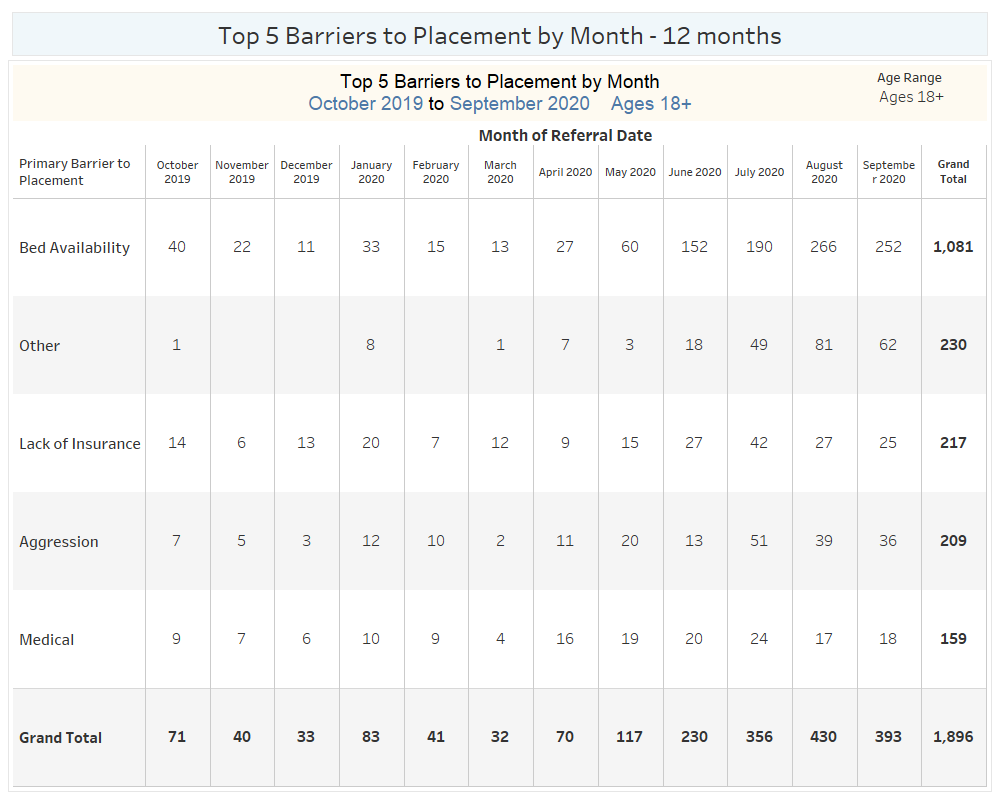 Top 5 Barriers to Placement by Month - 12 months
Top 5 Barriers to Placement by Month
October 2019 to September 2020 Ages 18+
Age Range
Ages 18+
Month of Referral Date
Primary Barrier to
Placement
October
2019
November
2019
December
2019
January
2020
February
2020
March
2020
April 2020
May 2020
June 2020
July 2020
August
2020
Septembe
r 2020
Grand
Total
Bed Availability 40 22 11 33 15 13 27 60 152 190 266 252 1,081
Other 1 8 1 7 3 18 49 81 62 230
Lack of Insurance 14 6 13 20 7 12 9 15 27 42 27 25 217
Aggression 7 5 3 12 10 2 11 20 13 51 39 36 209
Medical 9 7 6 10 9 4 16 19 20 24 17 18 159
Grand Total 71 40 33 83 41 32 70 117 230 356 430 393 1,896